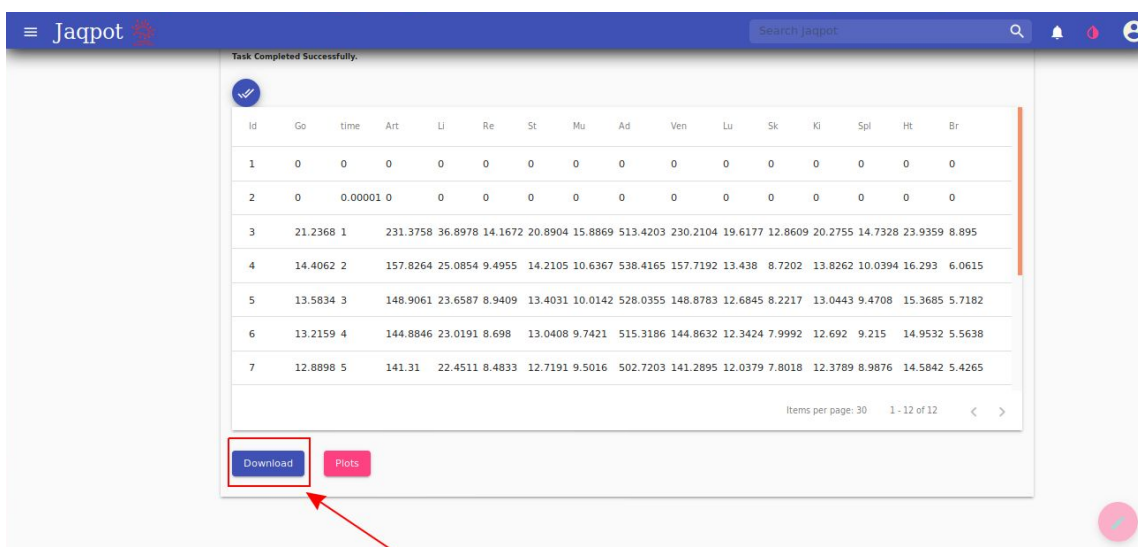 ≡ Jaqpot Search Jaqpot
Task Completed Successfully.
Id Go time Art Li Re St Mu Ad Ven Lu Sk Ki Spl Ht Br
1 0 0 0 0 0 0 0 0 0 0 0 0 0 0 0
2 0 0.00001 0 0 0 0 0 0 0 0 0 0 0 0 0
3 21.2368 1 231.3758 36.8978 14.1672 20.8904 15.8869 513.4203 230.2104 19.6177 12.8609 20.2755 14.7328 23.9359 8.895
4 14.4062 2 157.8264 25.0854 9.4955 14.2105 10.6367 538.4165 157.7192 13.438 8.7202 13.8262 10.0394 16.293 6.0615
5 13.5834 3 148.9061 23.6587 8.9409 13.4031 10.0142 528.0355 148.8783 12.6845 8.2217 13.0443 9.4708 15.3685 5.7182
6 13.2159 4 144.8846 23.0191 8.698 13.0408 9.7421 515.3186 144.8632 12.3424 7.9992 12.692 9.215 14.9532 5.5638
7 12.8898 5 141.31 22.4511 8.4833 12.7191 9.5016 502.7203 141.2895 12.0379 7.8018 12.3789 8.9876 14.5842 5.4265
Items per page: 30 1 - 12 of 12 < >
Download Plots